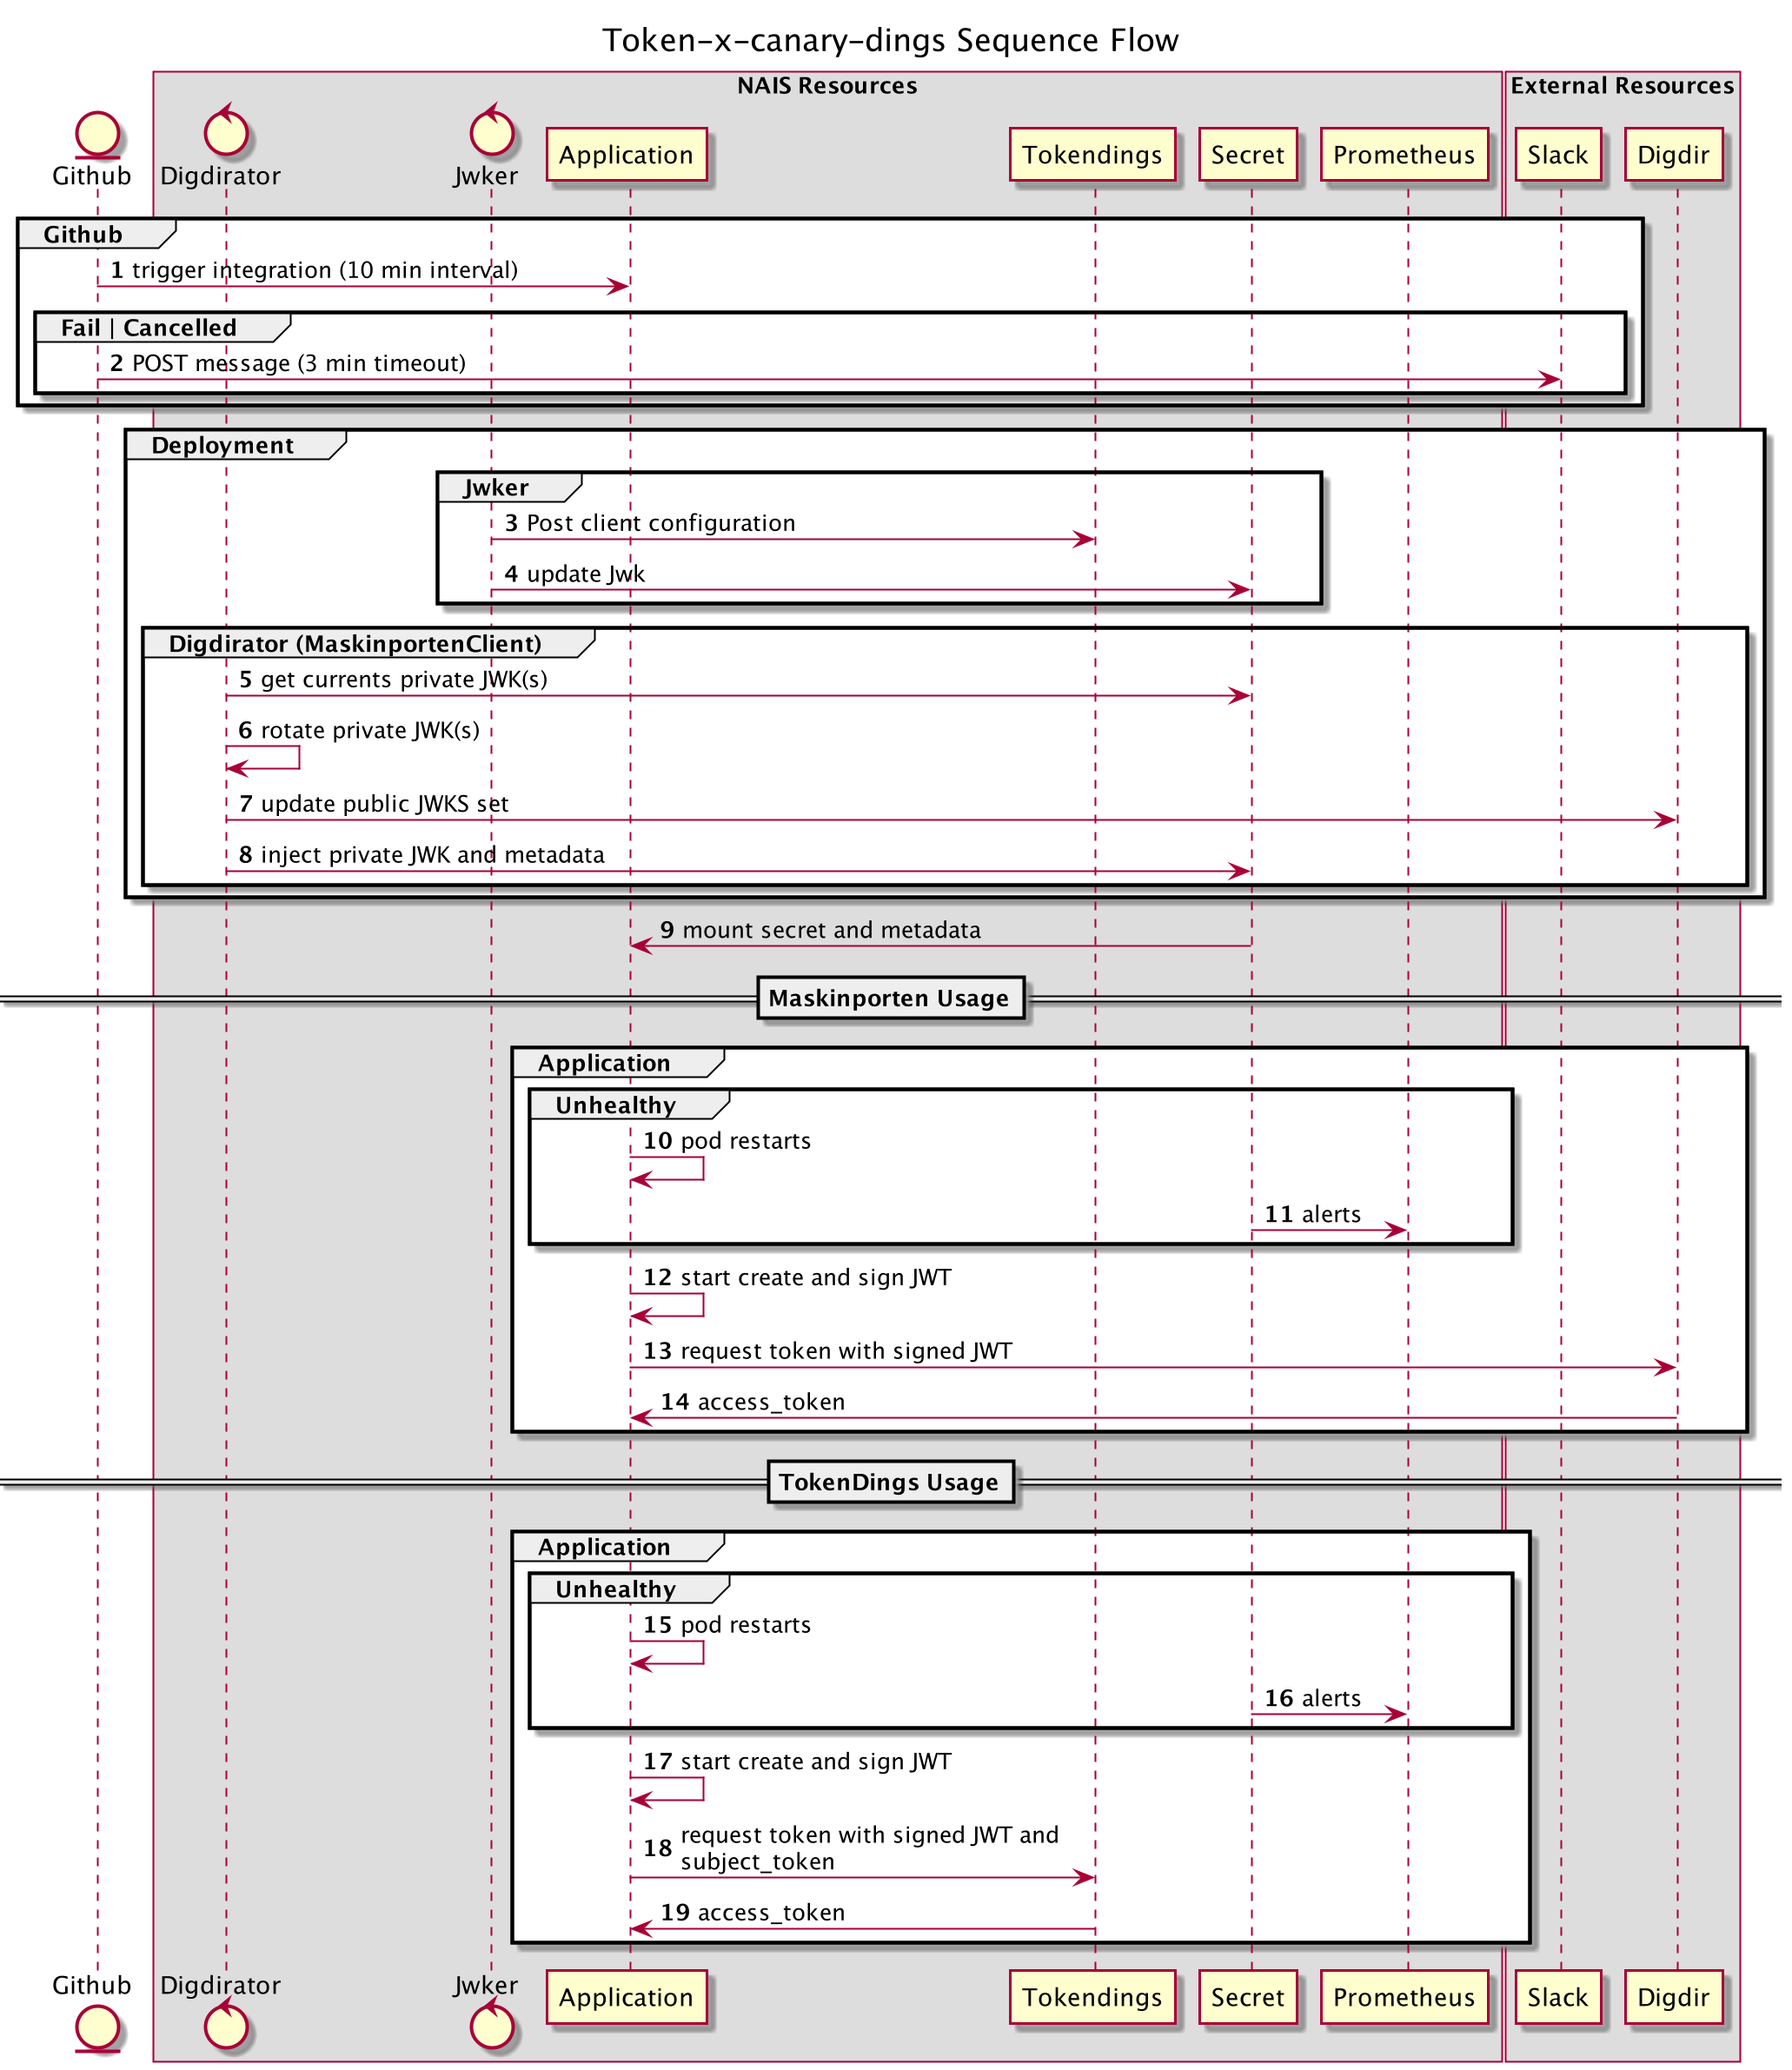 Token-x-canary-dings Sequence Flow
NAIS Resources
External Resources
Github
Digdirator
Jwker
Application
Tokendings
Secret
Prometheus
Slack
Digdir
Github
1 trigger integration (10 min interval)
Fail | Cancelled
2 POST message (3 min timeout)
Deployment
Jwker
3 Post client configuration
4 update Jwk
Digdirator (MaskinportenClient)
5 get currents private JWK(s)
6 rotate private JWK(s)
7 update public JWKS set
8 inject private JWK and metadata
9 mount secret and metadata
Maskinporten Usage
Application
Unhealthy
10 pod restarts
11 alerts
12 start create and sign JWT
13 request token with signed JWT
14 access_token
TokenDings Usage
Application
Unhealthy
15 pod restarts
16 alerts
17 start create and sign JWT
18 request token with signed JWT and
subject_token
19 access_token
Github
Digdirator
Jwker
Application
Tokendings
Secret
Prometheus
Slack
Digdir